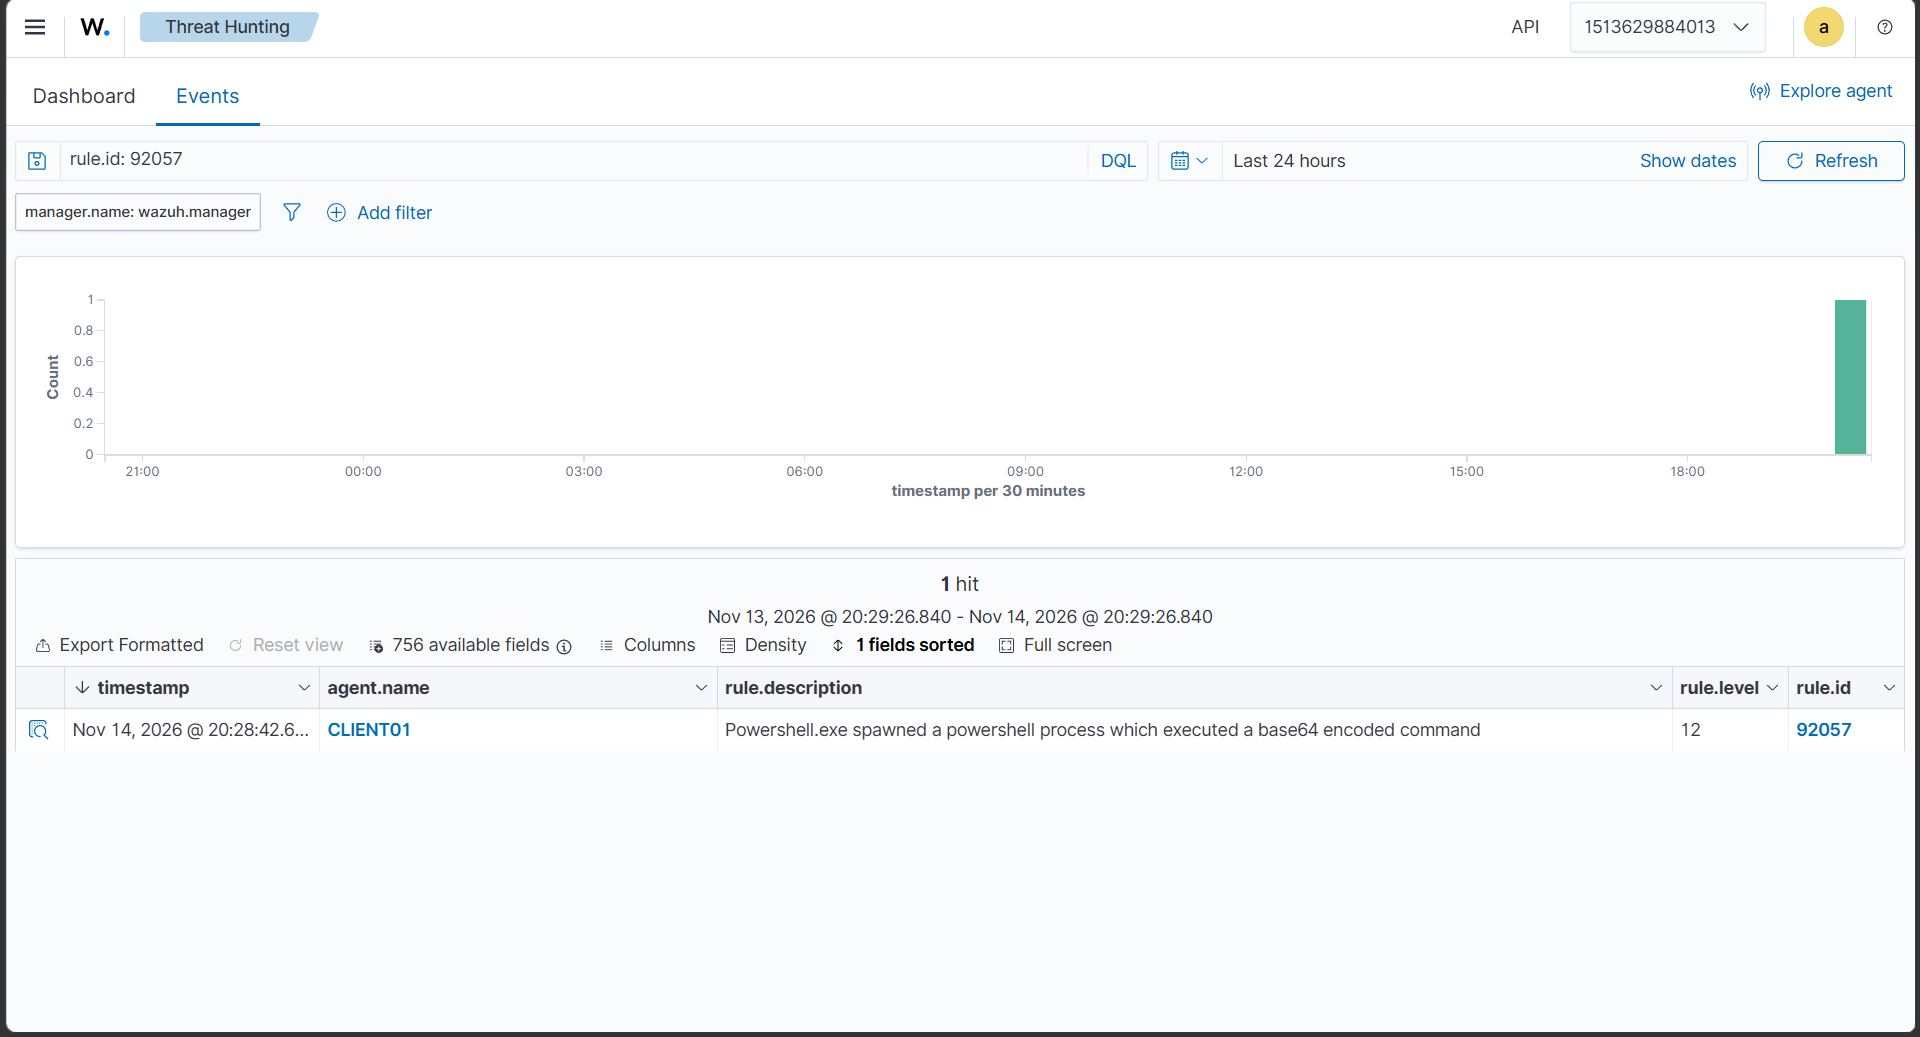 W. Threat Hunting API 1513629884013 a
Dashboard Events Explore agent
rule.id: 92057 DQL Last 24 hours Show dates Refresh
manager.name: wazuh.manager Add filter
1
0.8
0.6
0.4
0.2
0
Count
21:00 00:00 03:00 06:00 09:00 12:00 15:00 18:00
timestamp per 30 minutes
1 hit
Nov 13, 2026 @ 20:29:26.840 - Nov 14, 2026 @ 20:29:26.840
Export Formatted Reset view 756 available fields Columns Density 1 fields sorted Full screen
timestamp agent.name rule.description rule.level rule.id
Nov 14, 2026 @ 20:28:42.6... CLIENT01 Powershell.exe spawned a powershell process which executed a base64 encoded command 12 92057